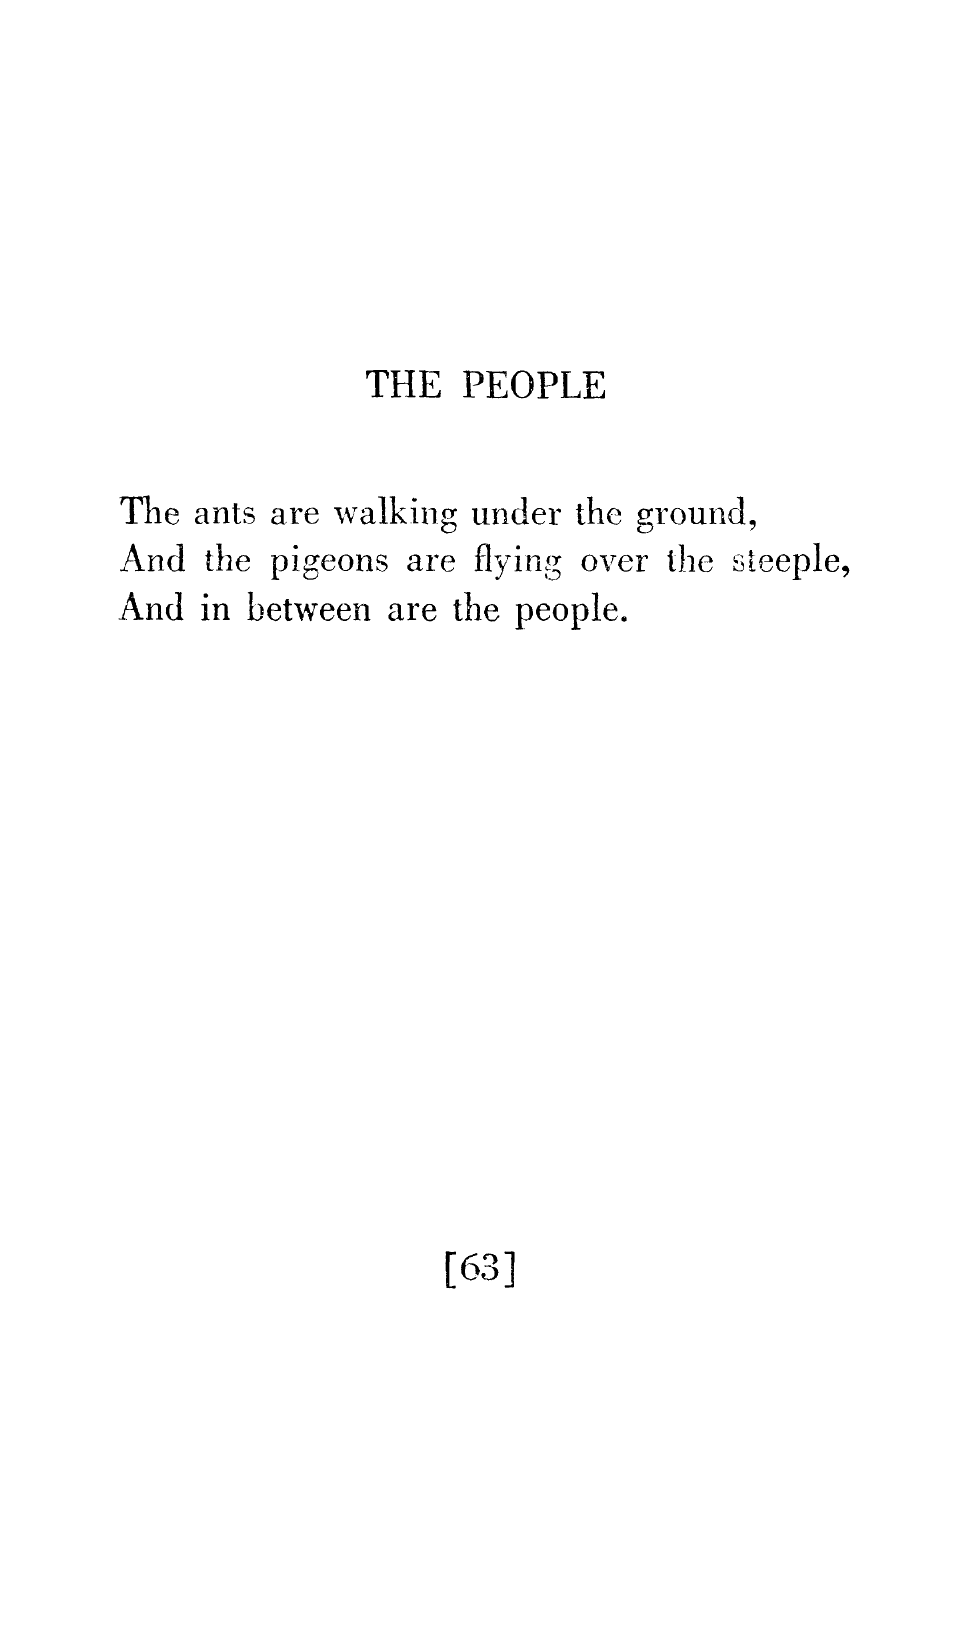 THE PEOPLE
The ants are walking under the ground,
And the pigeons are flying over the steeple,
And in between are the people.
[63]